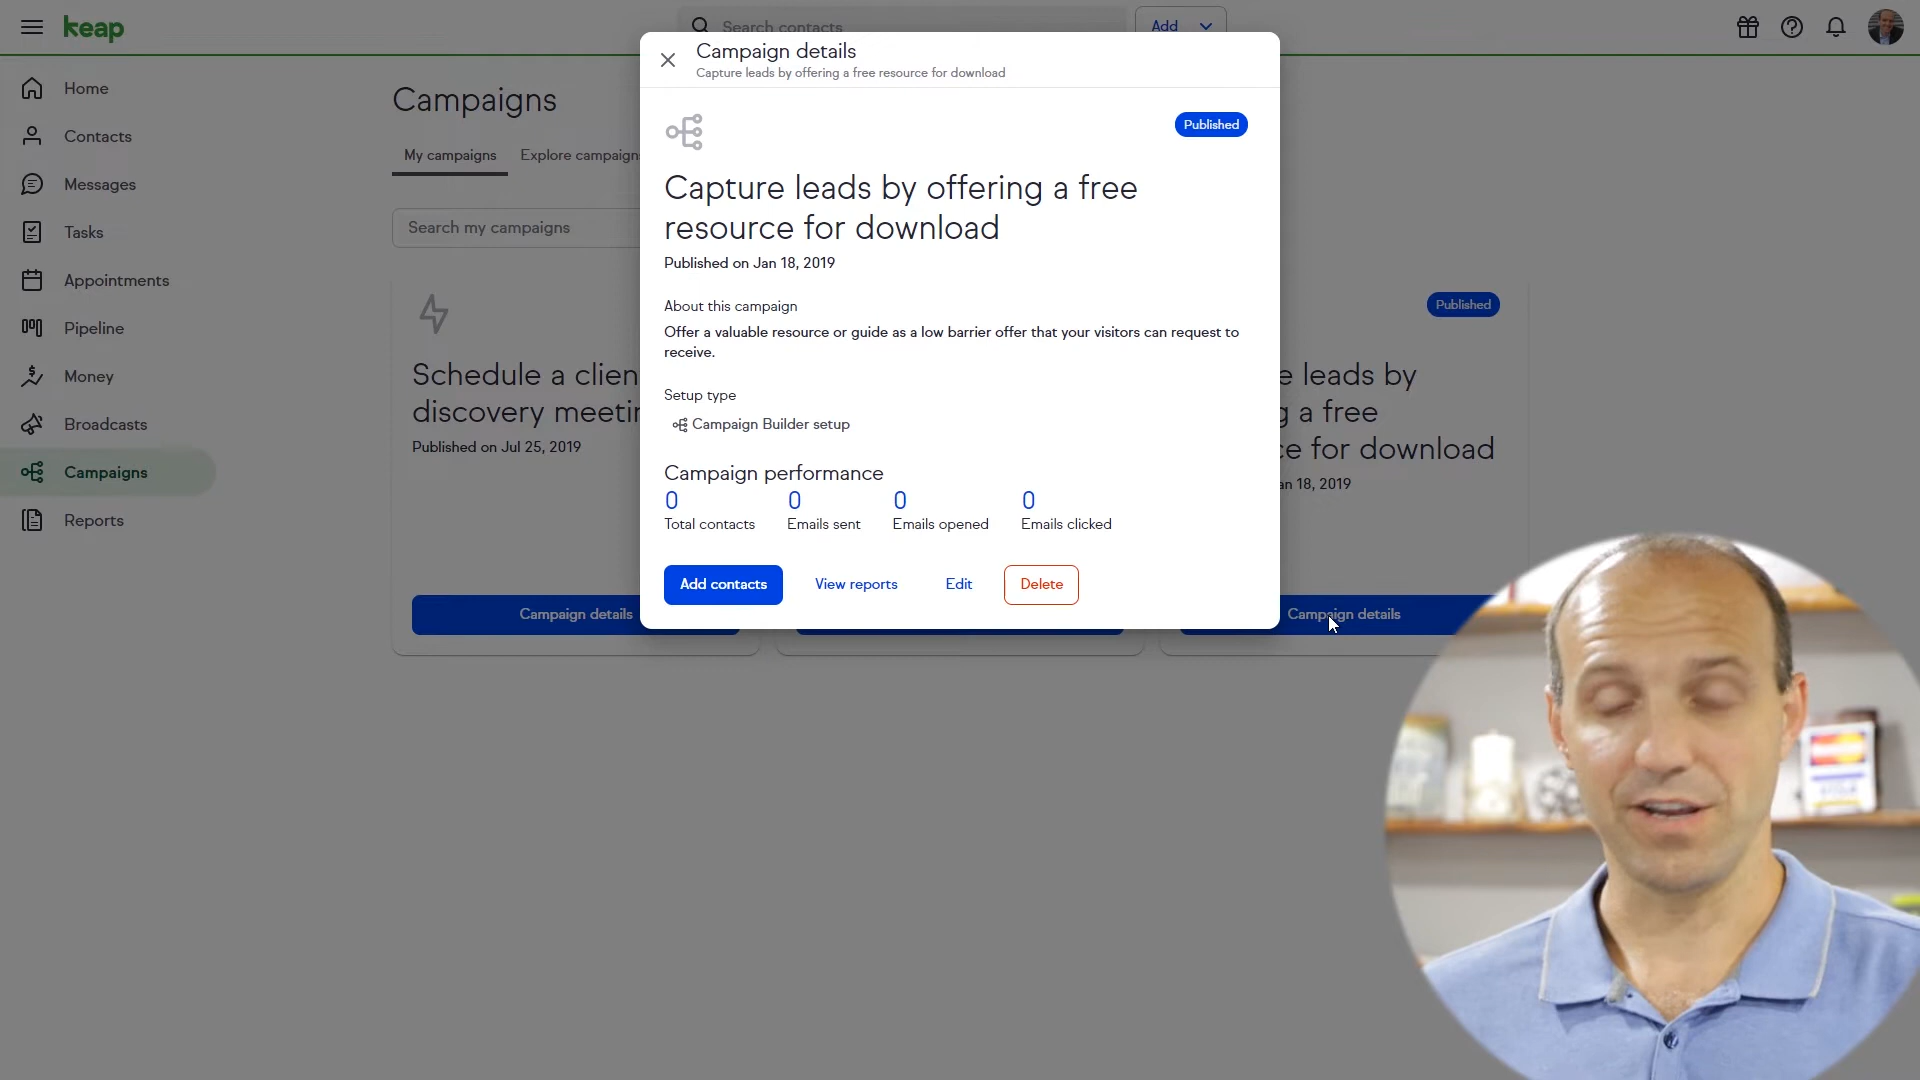 keap
Search contacts
Add
Home
Contacts
Messages
Tasks
Appointments
Pipeline
Money
Broadcasts
Campaigns
Reports
Campaigns
My campaigns
Explore campaigns
Search my campaigns
Schedule a clien
discovery meetin
Published on Jul 25, 2019
Campaign details
Campaign details
Capture leads by offering a free resource for download
Published
Capture leads by offering a free
resource for download
Published on Jan 18, 2019
About this campaign
Offer a valuable resource or guide as a low barrier offer that your visitors can request to
receive.
Setup type
Campaign Builder setup
Campaign performance
0 0 0 0
Total contacts Emails sent Emails opened Emails clicked
Add contacts View reports Edit Delete
Published
e leads by
g a free
ce for download
an 18, 2019
Campaign details